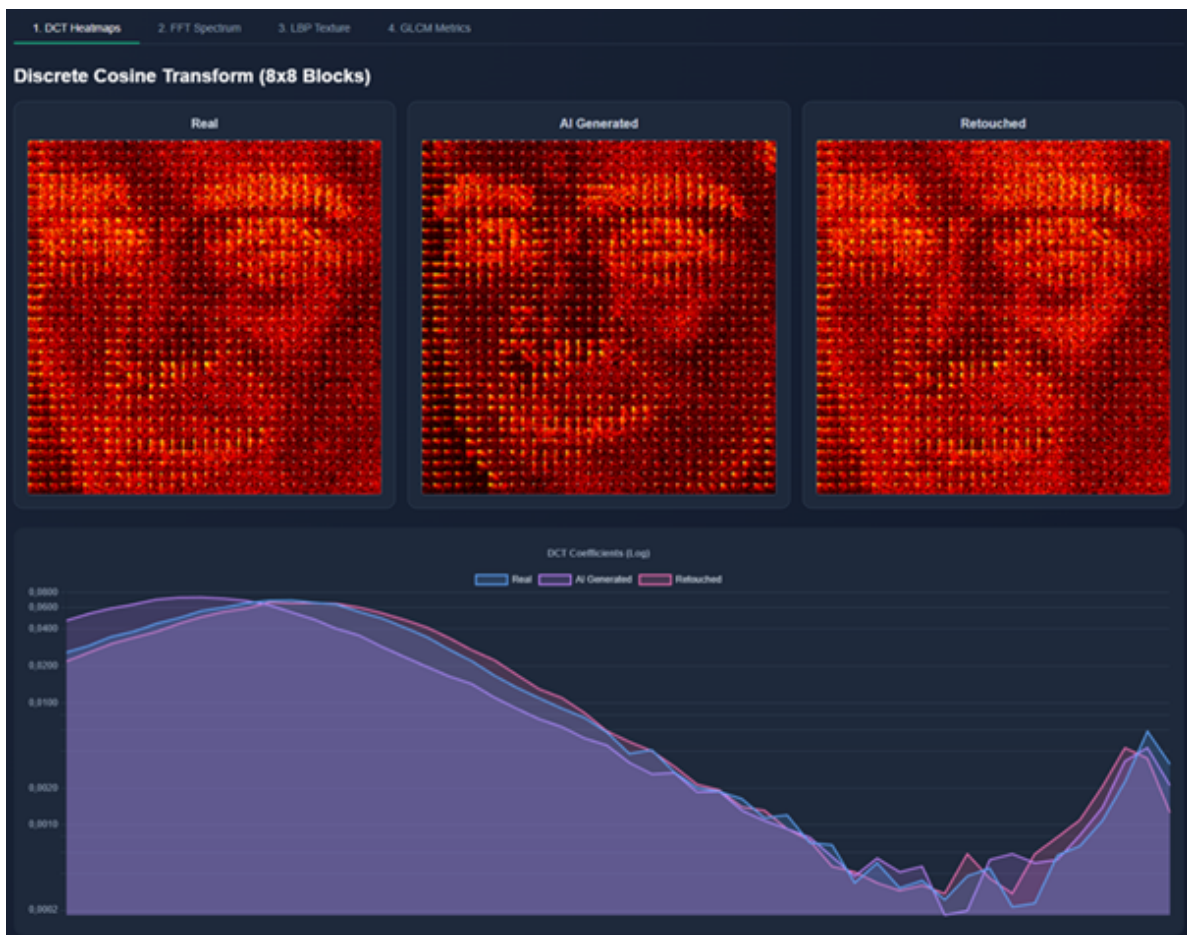 1. DCT Heatmaps 2. FFT Spectrum 3. LBP Texture 4. GLCM Metrics
Discrete Cosine Transform (8x8 Blocks)
Real AI Generated Retouched
DCT Coefficients (Log)
Real AI Generated Retouched
0,0800
0,0600
0,0400
0,0200
0,0100
0,0020
0,0010
0,0002